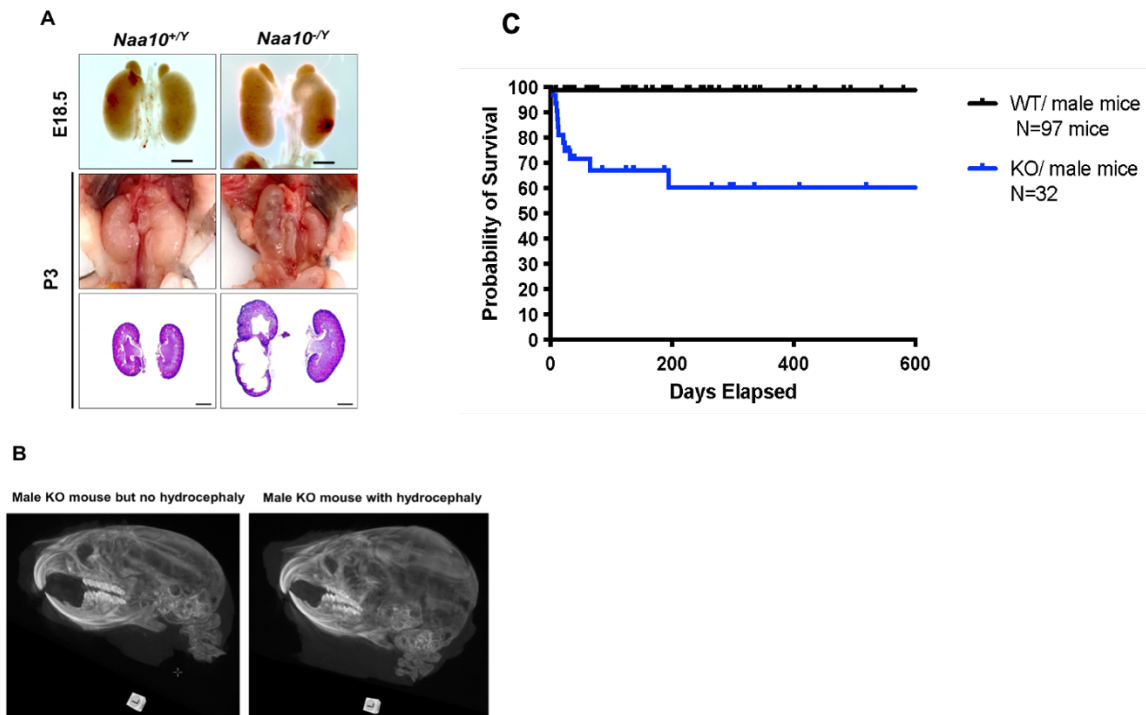 A
Naa10+/Y
Naa10-/Y
E18.5
P3
B
Male KO mouse but no hydrocephaly
Male KO mouse with hydrocephaly
L
L
C
Probability of Survival
100
90
80
70
60
50
40
30
20
10
0
0
200
400
600
Days Elapsed
WT/ male mice
N=97 mice
KO/ male mice
N=32